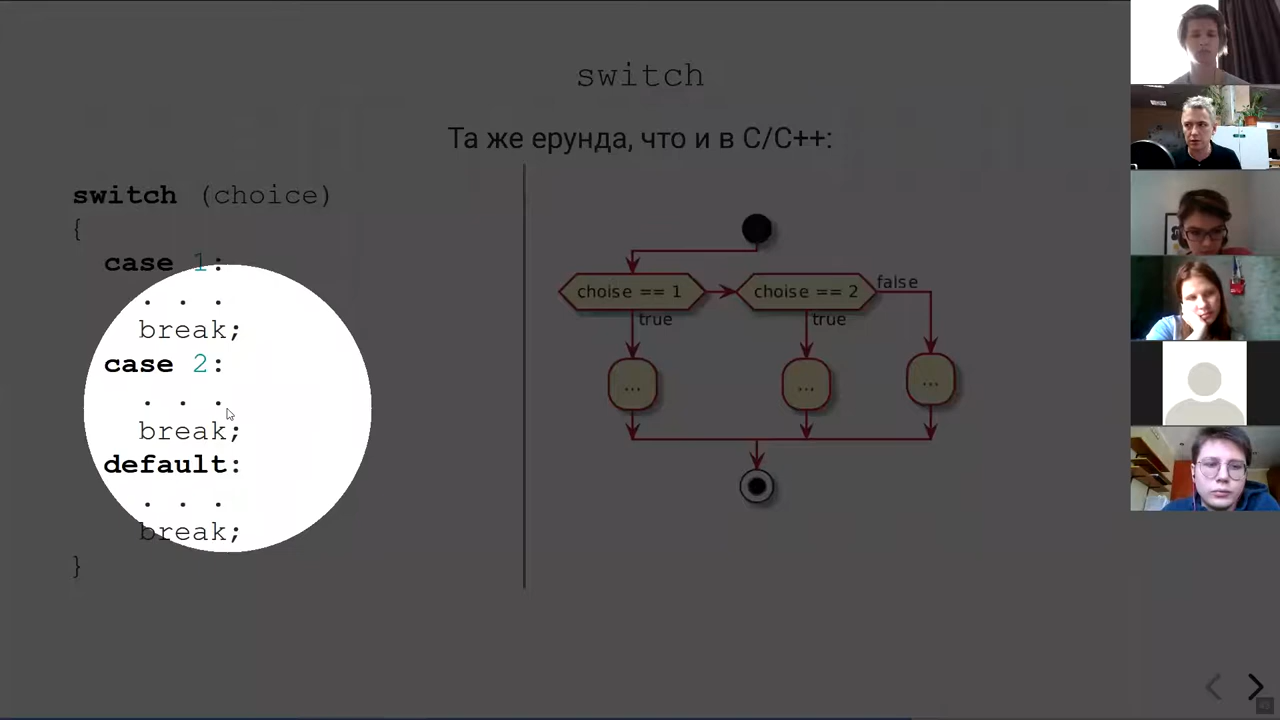 switch
Та же ерунда, что и в C/C++:
switch (choice)
{
case 1:
. . .
break;
case 2:
. . .
break;
default:
. . .
break;
}
choise == 1
choise == 2
false
true
true
...
...
...